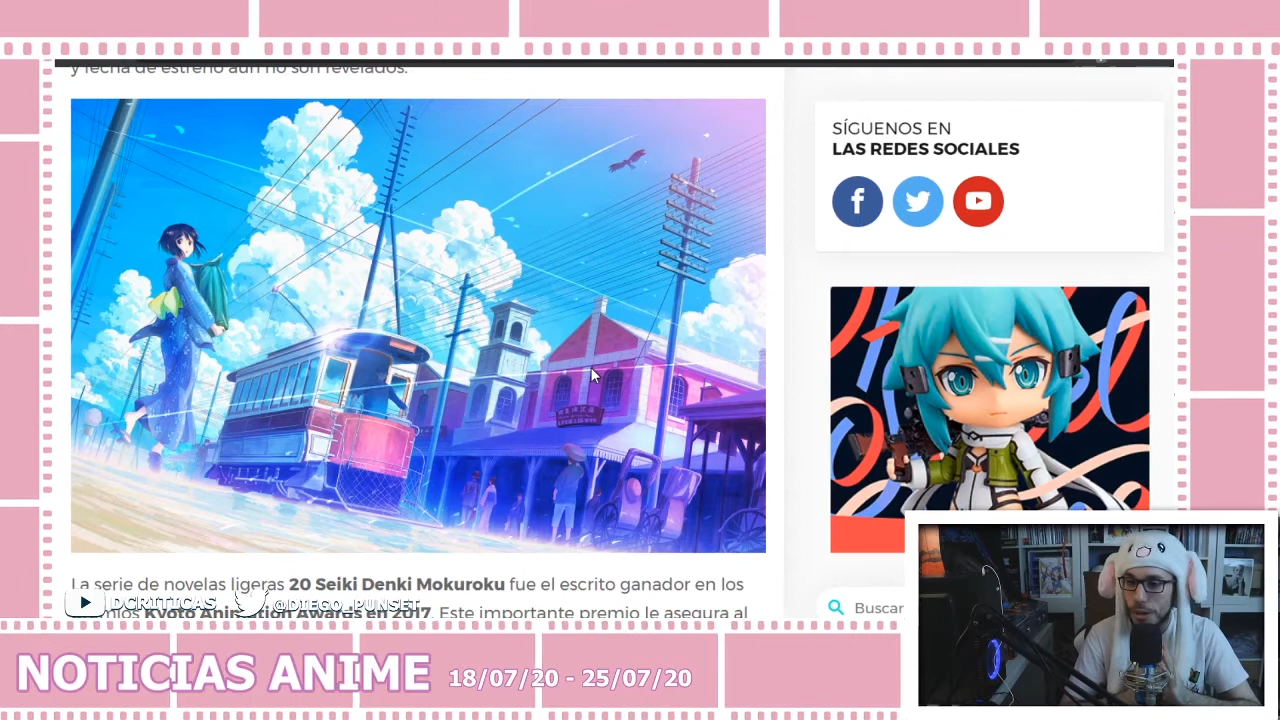 y fecha de estreno aún no son revelados.
SÍGUENOS EN
LAS REDES SOCIALES
La serie de novelas ligeras 20 Seiki Denki Mokuroku fue el escrito ganador en los
Kyoto Animation Awards en 2017. Este importante premio le asegura al
DCRITICAS @DIEGO_PUNSET
Buscar
NOTICIAS ANIME 18/07/20 - 25/07/20